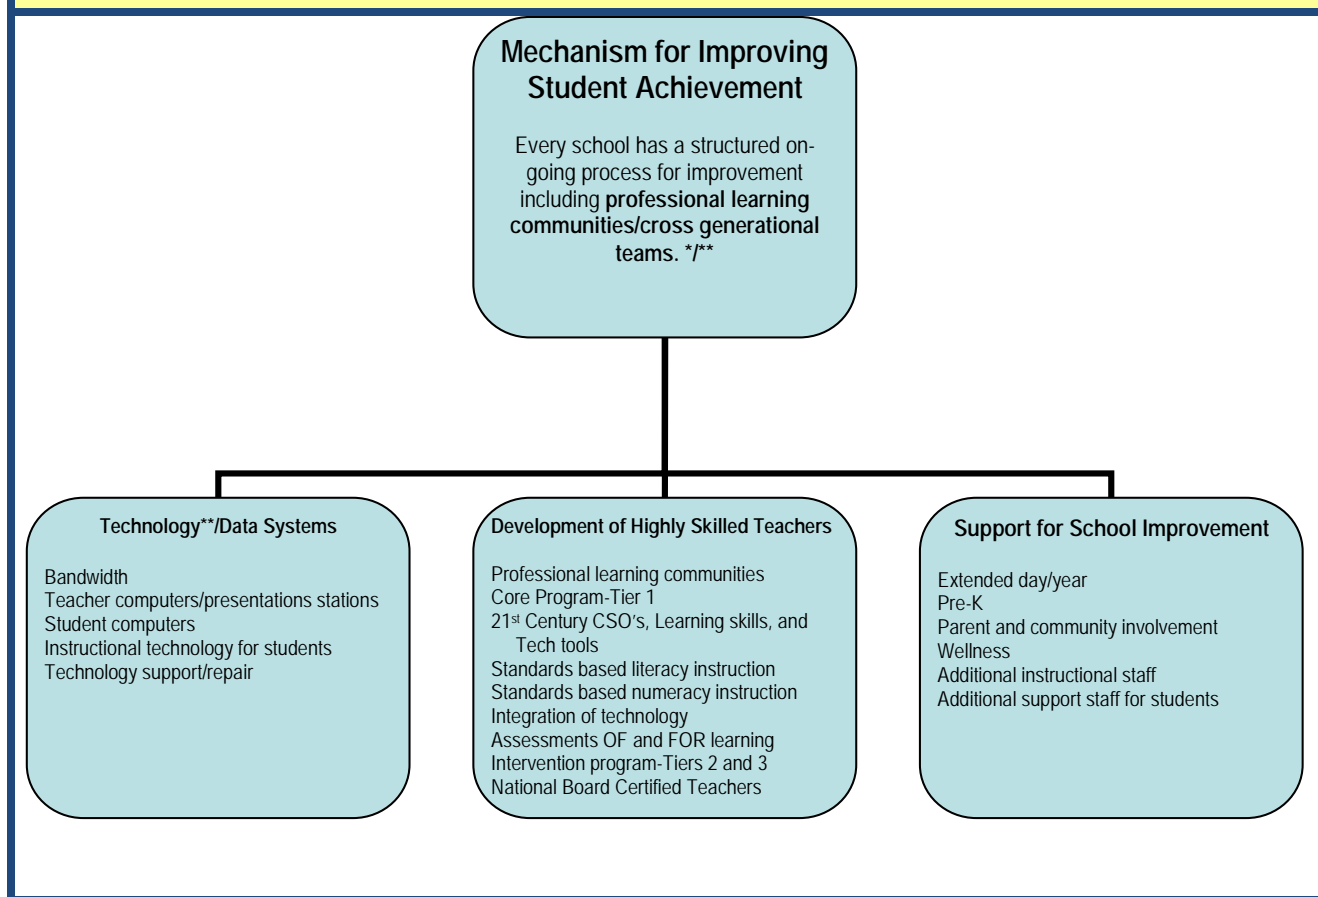 Mechanism for Improving
Student Achievement
Every school has a structured on-
going process for improvement
including professional learning
communities/cross generational
teams. */**
Technology**/Data Systems
Bandwidth
Teacher computers/presentations stations
Student computers
Instructional technology for students
Technology support/repair
Development of Highly Skilled Teachers
Professional learning communities
Core Program-Tier 1
21st Century CSO's, Learning skills, and
Tech tools
Standards based literacy instruction
Standards based numeracy instruction
Integration of technology
Assessments OF and FOR learning
Intervention program-Tiers 2 and 3
National Board Certified Teachers
Support for School Improvement
Extended day/year
Pre-K
Parent and community involvement
Wellness
Additional instructional staff
Additional support staff for students